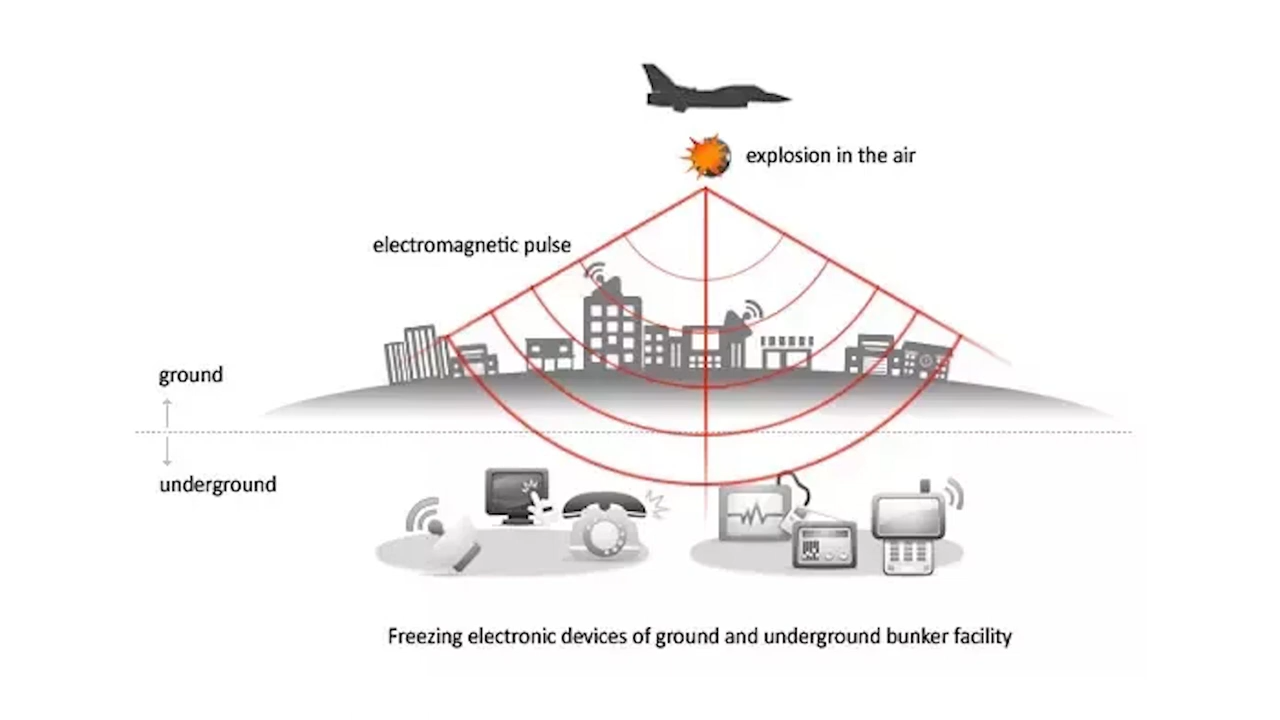 explosion in the air
electromagnetic pulse
ground
underground
Freezing electronic devices of ground and underground bunker facility